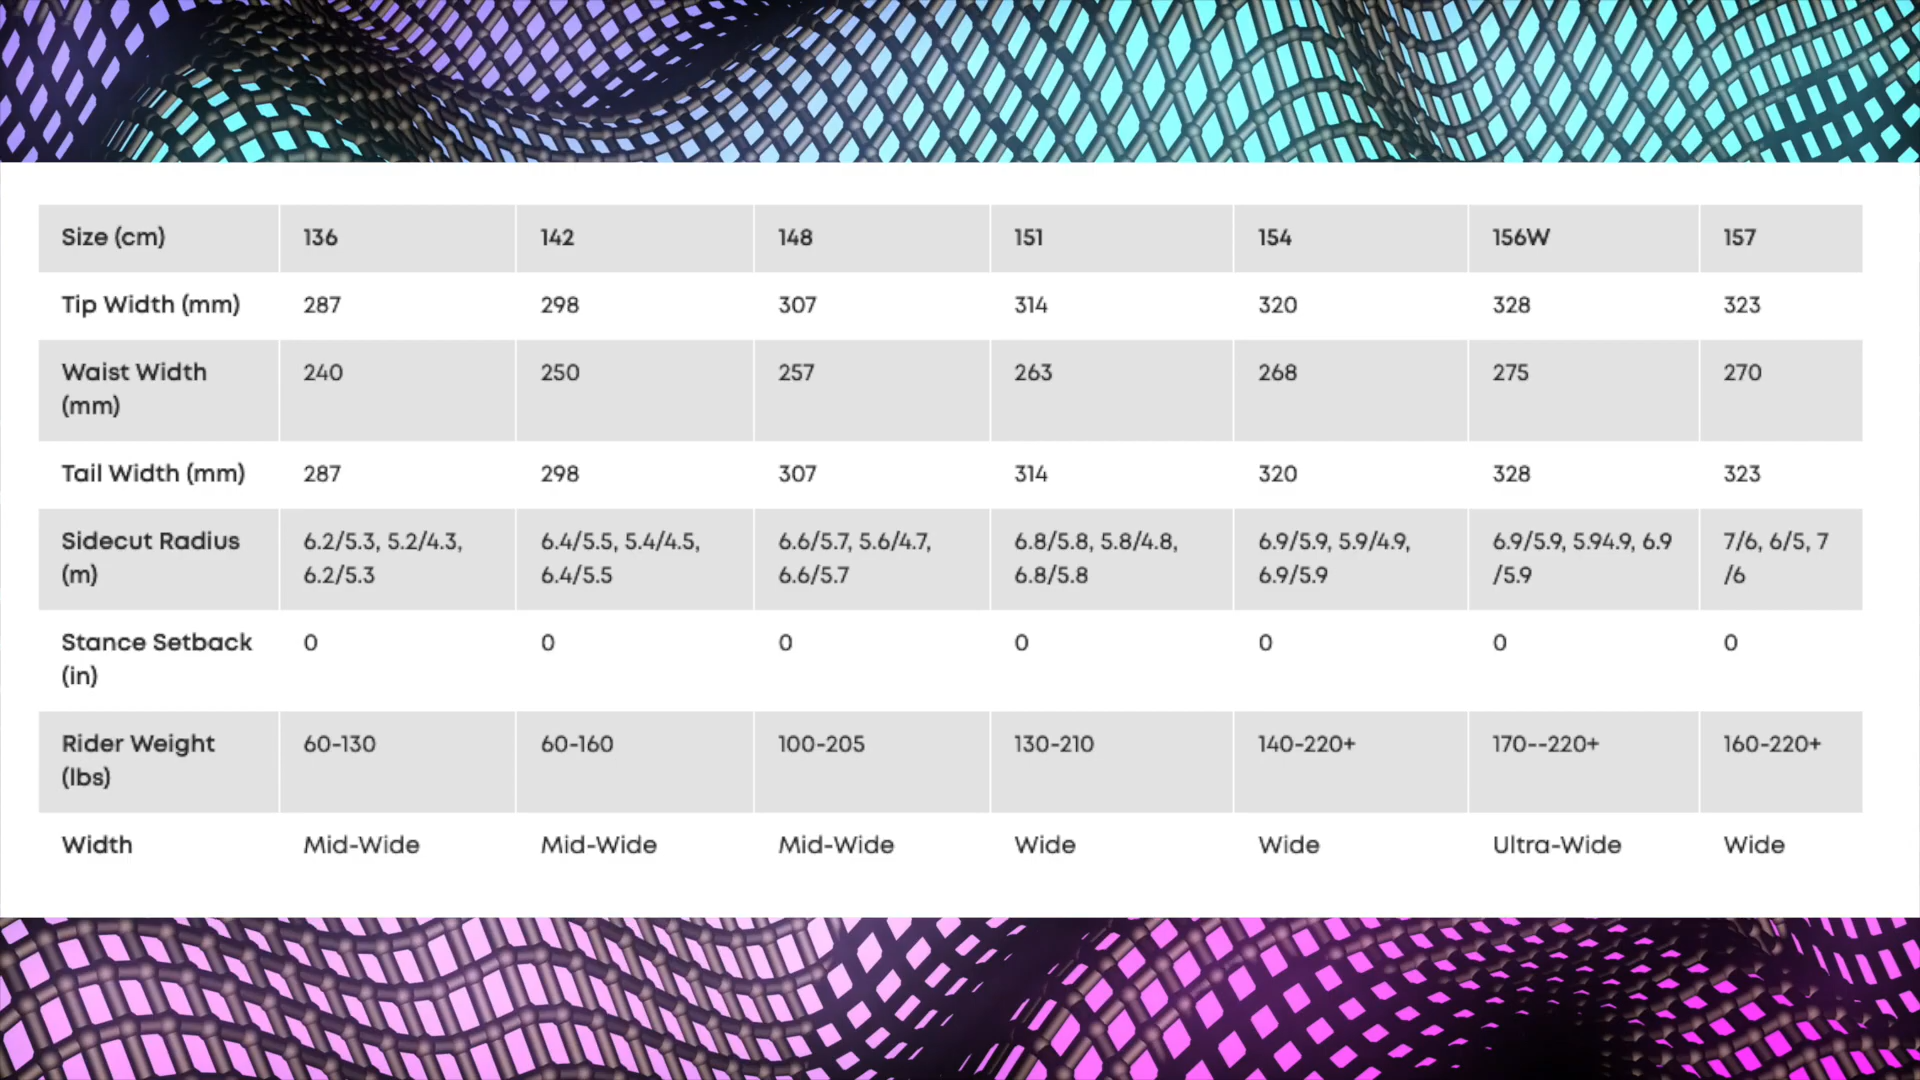 Size (cm) 136 142 148 151 154 156W 157
Tip Width (mm) 287 298 307 314 320 328 323
Waist Width 240 250 257 263 268 275 270
(mm)
Tail Width (mm) 287 298 307 314 320 328 323
Sidecut Radius 6.2/5.3, 5.2/4.3, 6.4/5.5, 5.4/4.5, 6.6/5.7, 5.6/4.7, 6.8/5.8, 5.8/4.8, 6.9/5.9, 5.9/4.9, 6.9/5.9, 5.94.9, 6.9 7/6, 6/5, 7
(m) 6.2/5.3 6.4/5.5 6.6/5.7 6.8/5.8 6.9/5.9 /5.9 /6
Stance Setback 0 0 0 0 0 0 0
(in)
Rider Weight 60-130 60-160 100-205 130-210 140-220+ 170--220+ 160-220+
(lbs)
Width Mid-Wide Mid-Wide Mid-Wide Wide Wide Ultra-Wide Wide